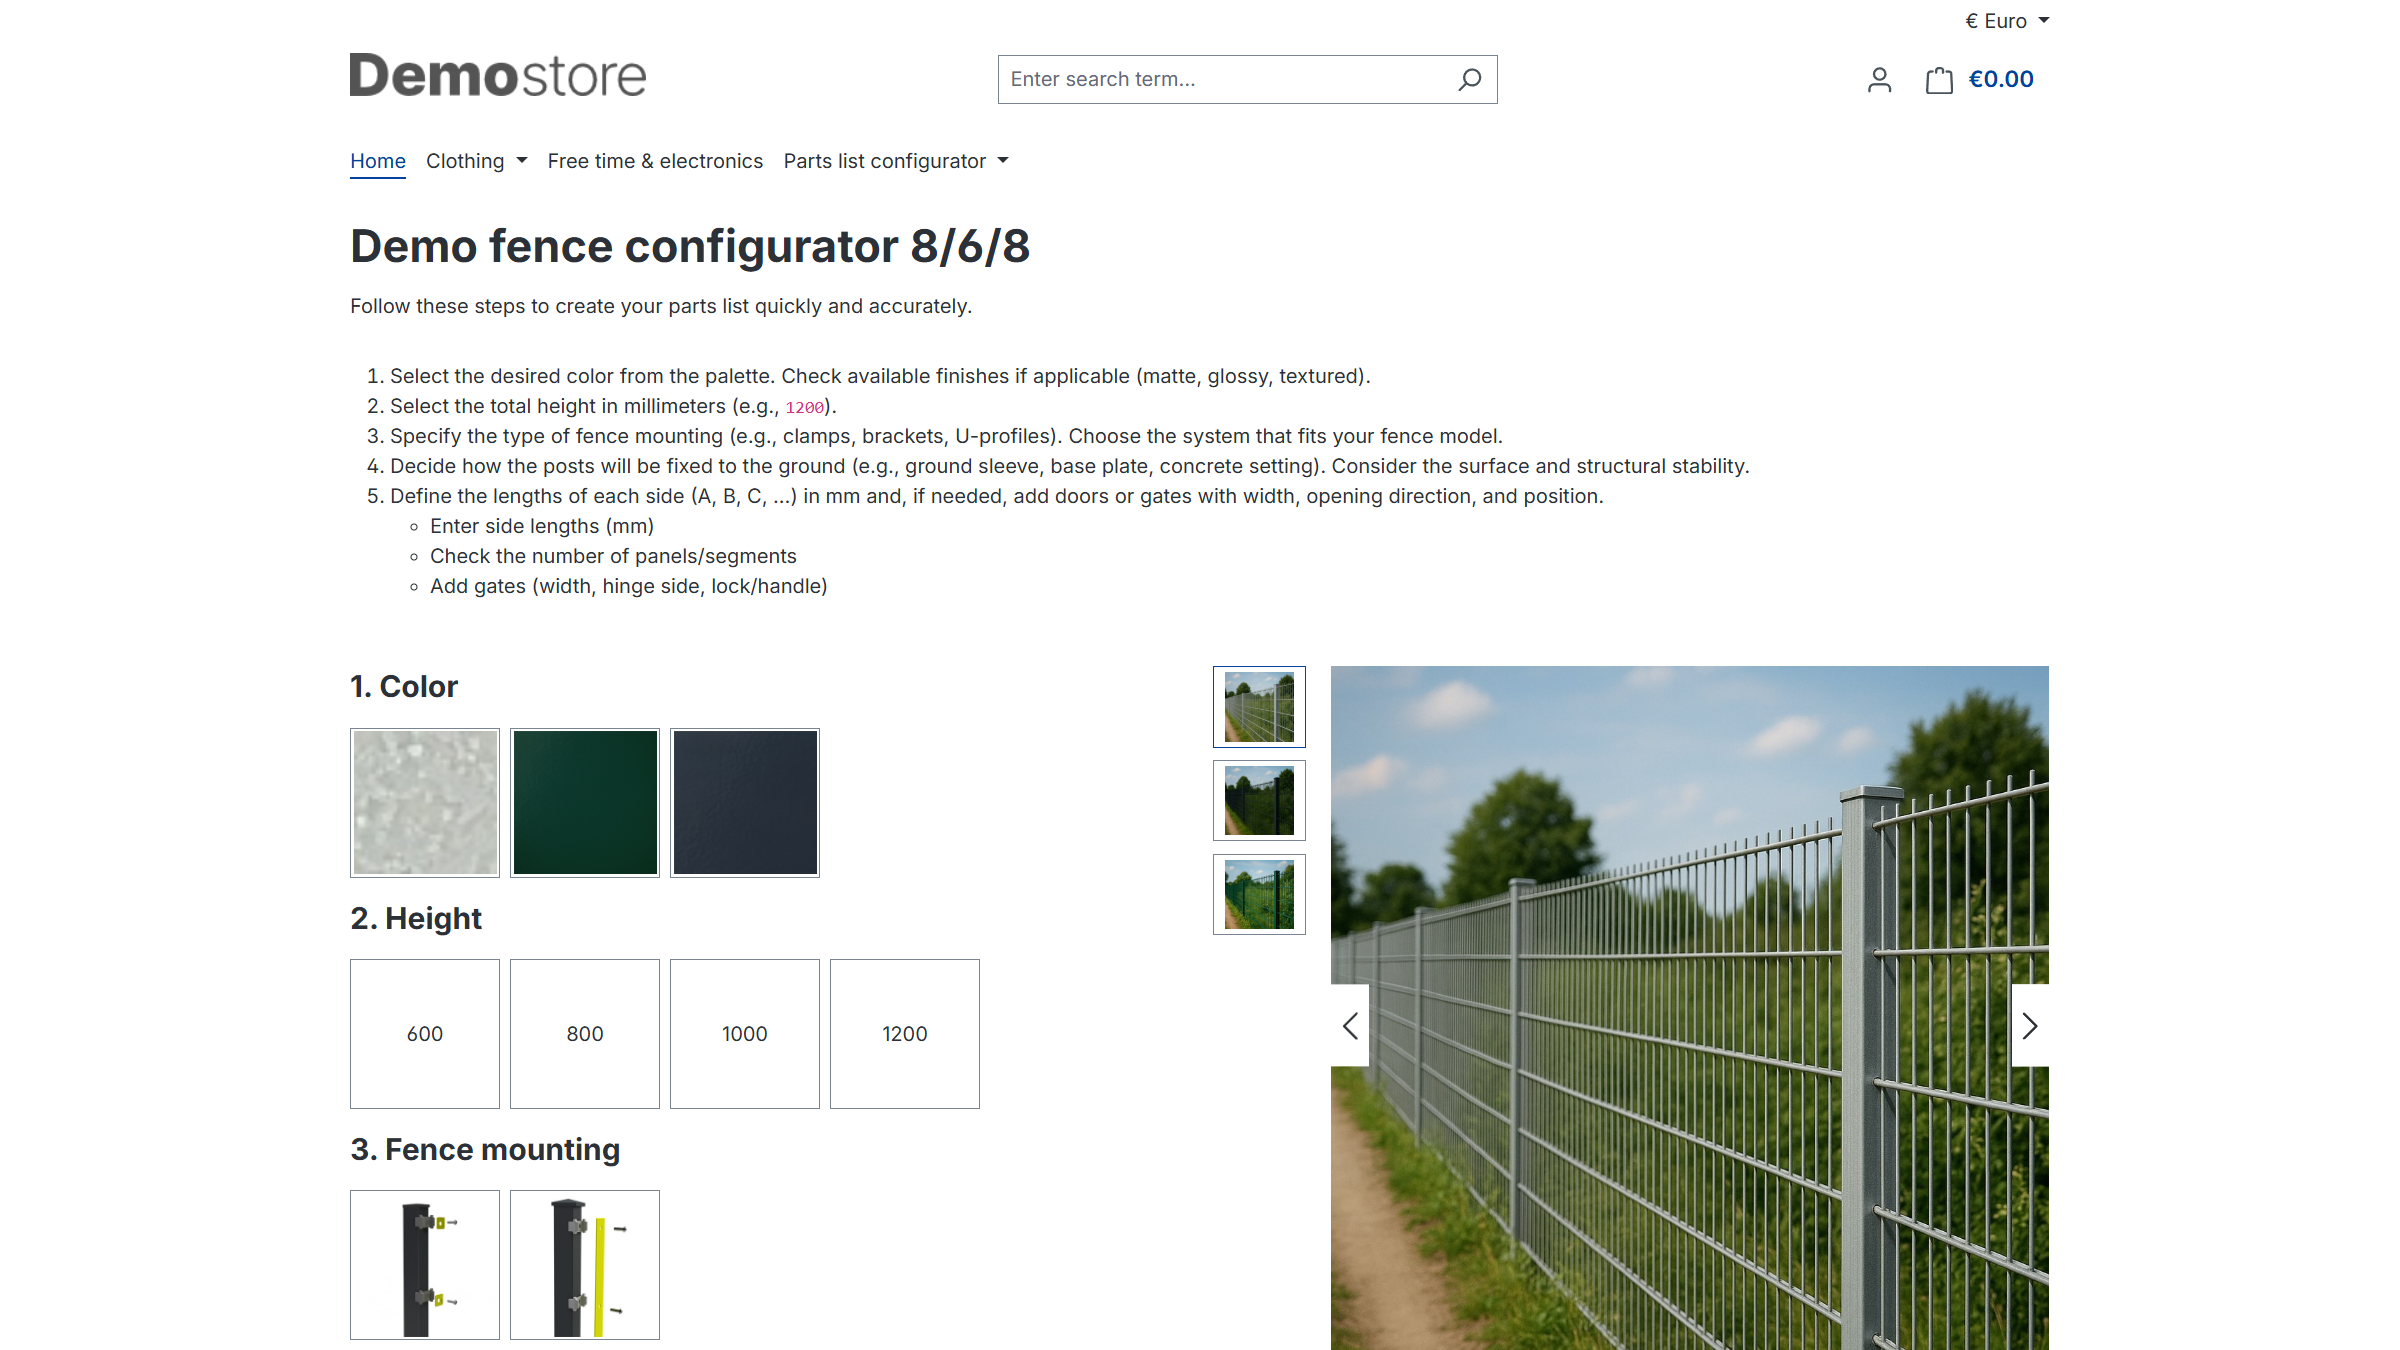 € Euro
Demostore
Enter search term...
€0.00
Home Clothing Free time & electronics Parts list configurator
Demo fence configurator 8/6/8
Follow these steps to create your parts list quickly and accurately.
1. Select the desired color from the palette. Check available finishes if applicable (matte, glossy, textured).
2. Select the total height in millimeters (e.g., 1200).
3. Specify the type of fence mounting (e.g., clamps, brackets, U-profiles). Choose the system that fits your fence model.
4. Decide how the posts will be fixed to the ground (e.g., ground sleeve, base plate, concrete setting). Consider the surface and structural stability.
5. Define the lengths of each side (A, B, C, ...) in mm and, if needed, add doors or gates with width, opening direction, and position.
Enter side lengths (mm)
Check the number of panels/segments
Add gates (width, hinge side, lock/handle)
1. Color
2. Height
600 800 1000 1200
3. Fence mounting